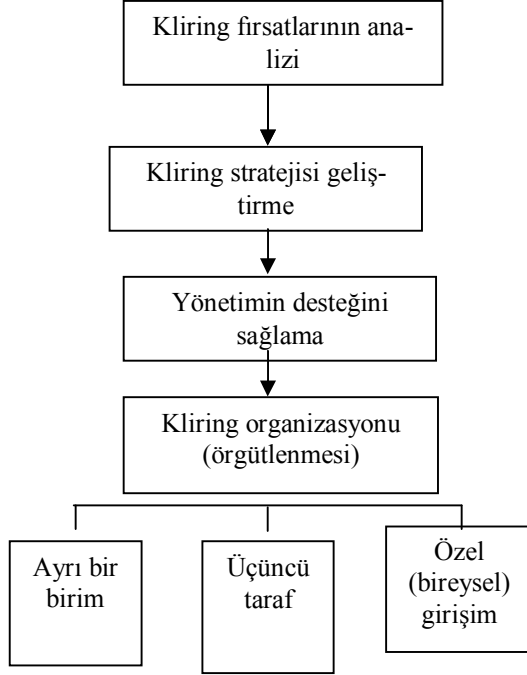 Kliring fırsatlarının ana-
lizi
Kliring stratejisi geliş-
tirme
Yönetimin desteğini
sağlama
Kliring organizasyonu
(örgütlenmesi)
Ayrı bir
birim
Üçüncü
taraf
Özel
(bireysel)
girişim